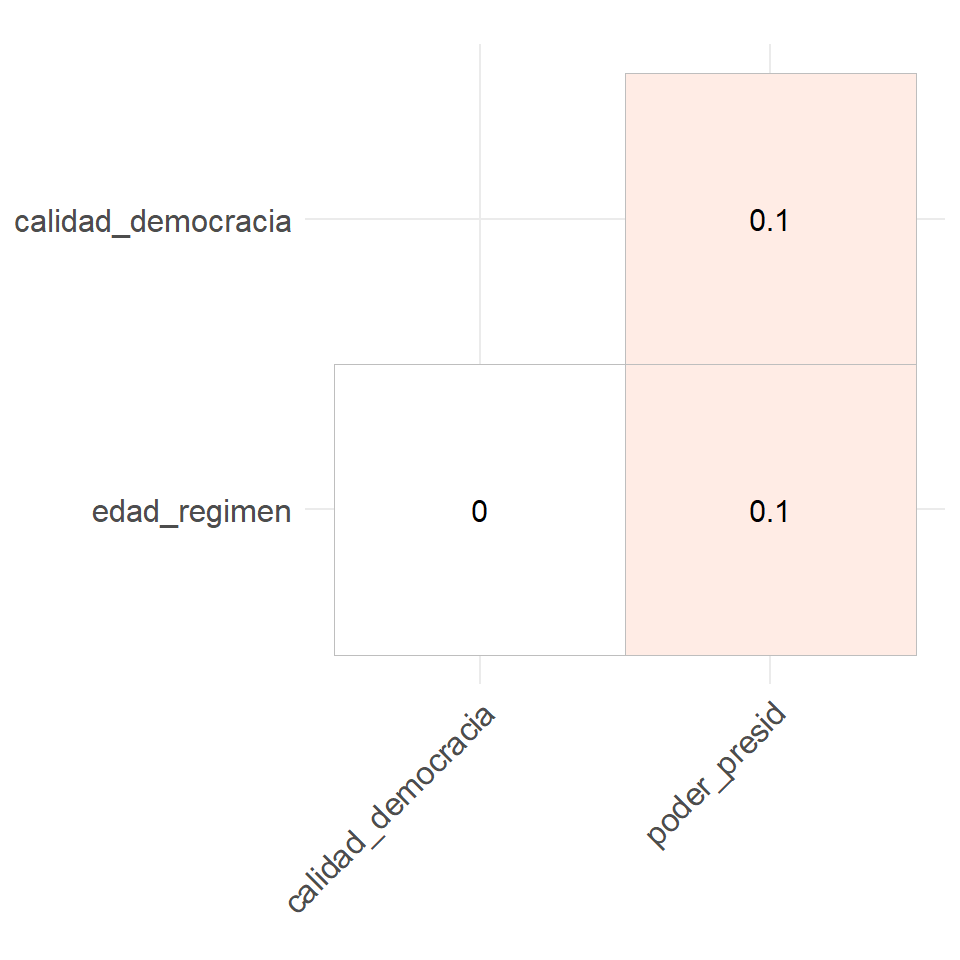 calidad_democracia
0.1
edad_regimen
0
0.1
calidad_democracia
poder_presid